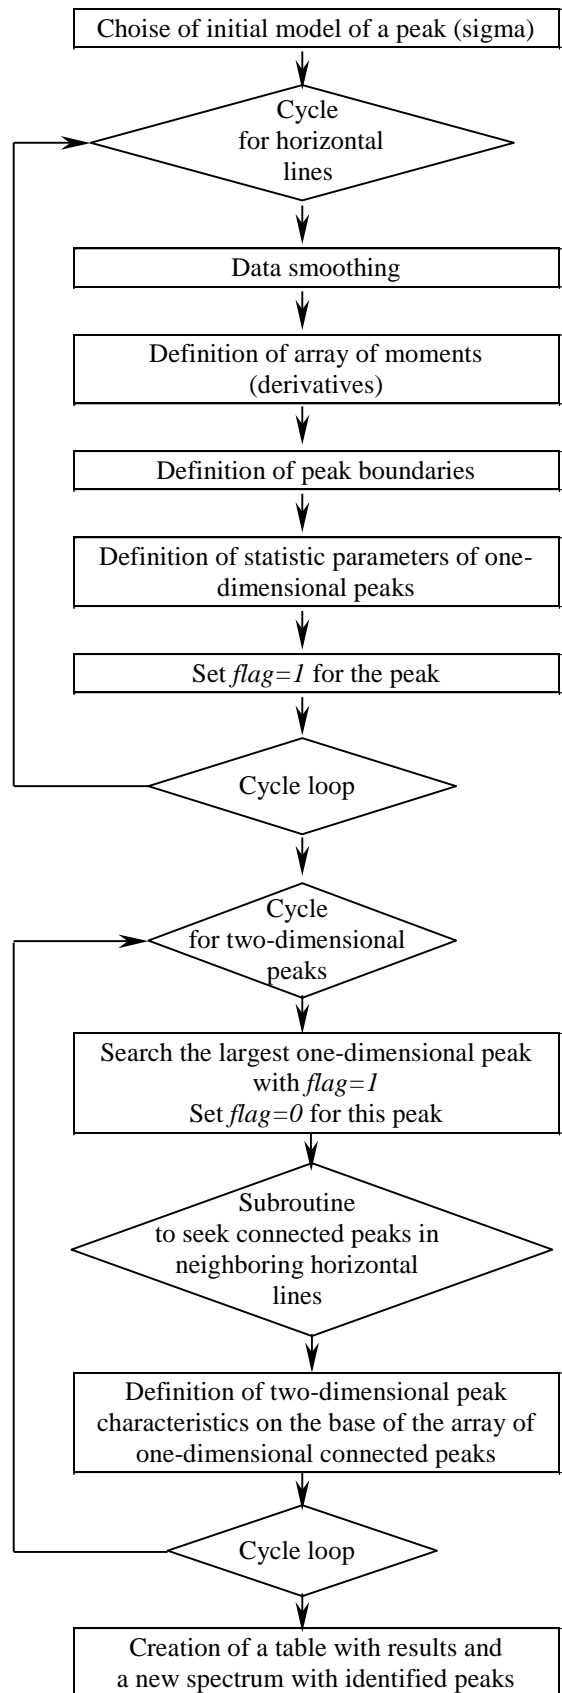 Choise of initial model of a peak (sigma)
Cycle
for horizontal
lines
Data smoothing
Definition of array of moments
(derivatives)
Definition of peak boundaries
Definition of statistic parameters of one-
dimensional peaks
Set flag=1 for the peak
Cycle loop
Cycle
for two-dimensional
peaks
Search the largest one-dimensional peak
with flag=1
Set flag=0 for this peak
Subroutine
to seek connected peaks in
neighboring horizontal
lines
Definition of two-dimensional peak
characteristics on the base of the array of
one-dimensional connected peaks
Cycle loop
Creation of a table with results and
a new spectrum with identified peaks